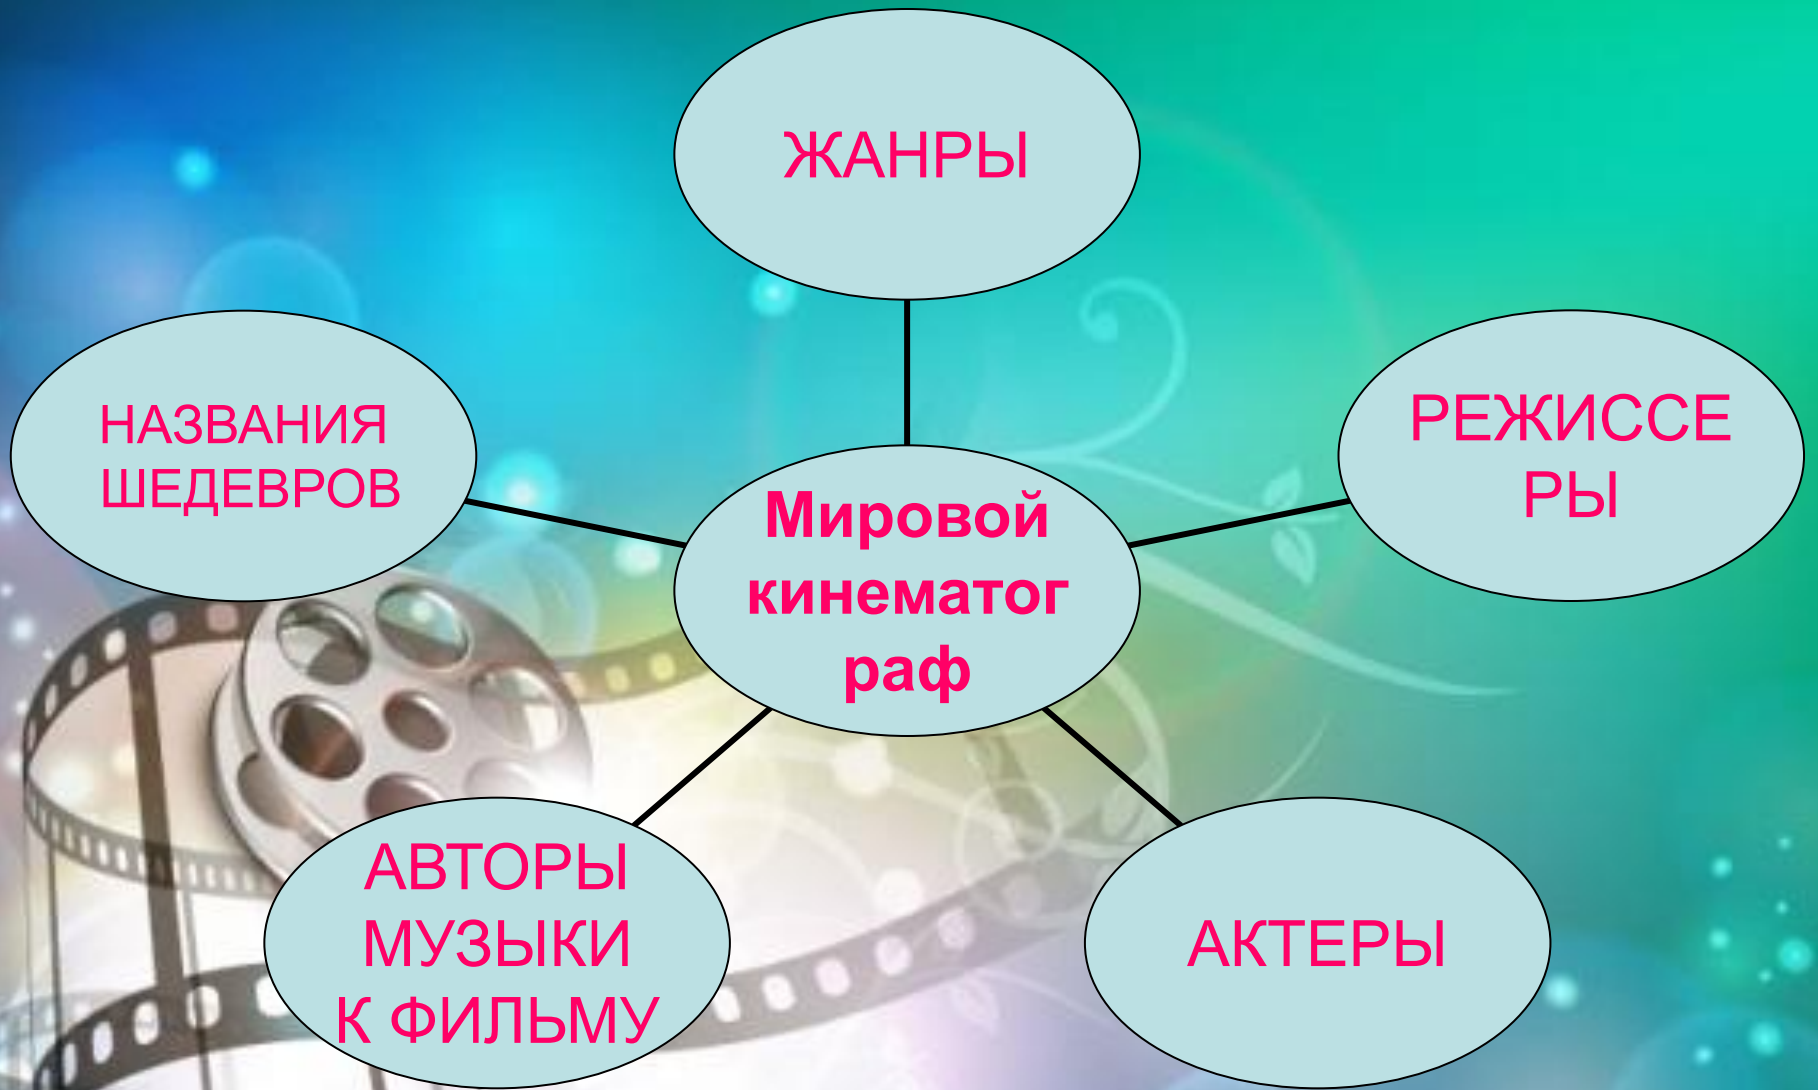 ЖАНРЫ
НАЗВАНИЯ
ШЕДЕВРОВ
РЕЖИССЕ
РЫ
Мировой
кинематог
раф
АВТОРЫ
МУЗЫКИ
К ФИЛЬМУ
АКТЕРЫ